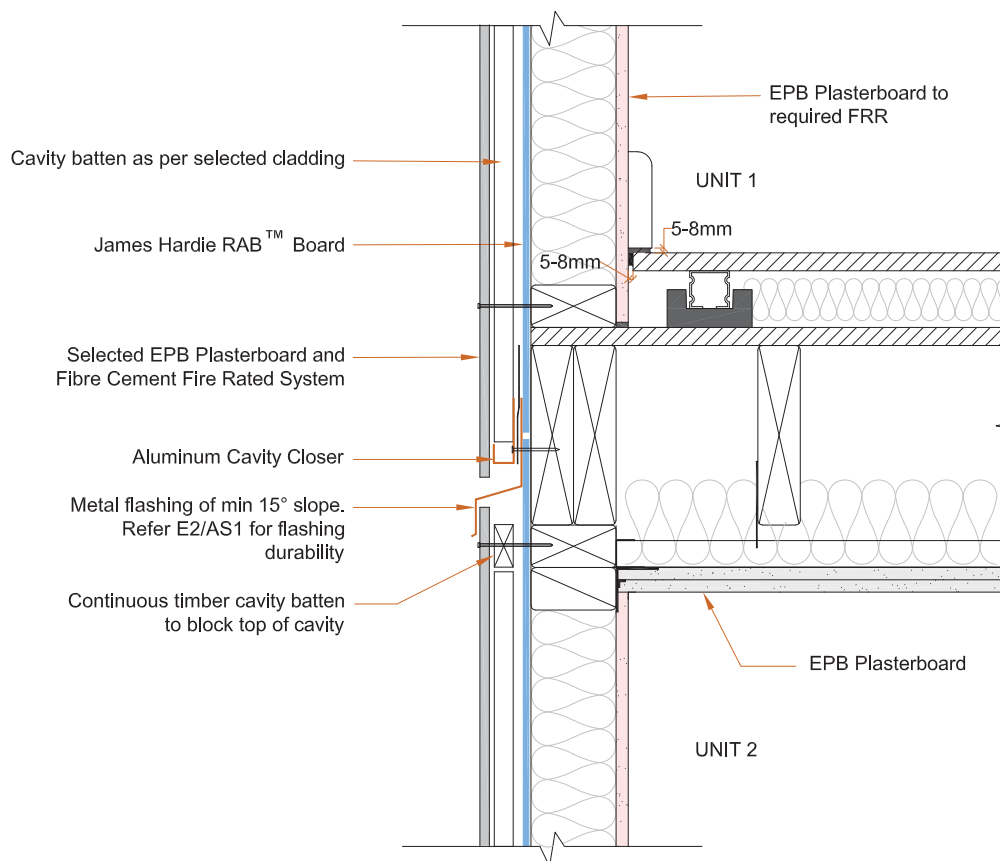 EPB Plasterboard to
required FRR
Cavity batten as per selected cladding
UNIT 1
5-8mm
James Hardie RAB™ Board
5-8mm
Selected EPB Plasterboard and
Fibre Cement Fire Rated System
Aluminum Cavity Closer
Metal flashing of min 15° slope.
Refer E2/AS1 for flashing
durability
Continuous timber cavity batten
to block top of cavity
EPB Plasterboard
UNIT 2